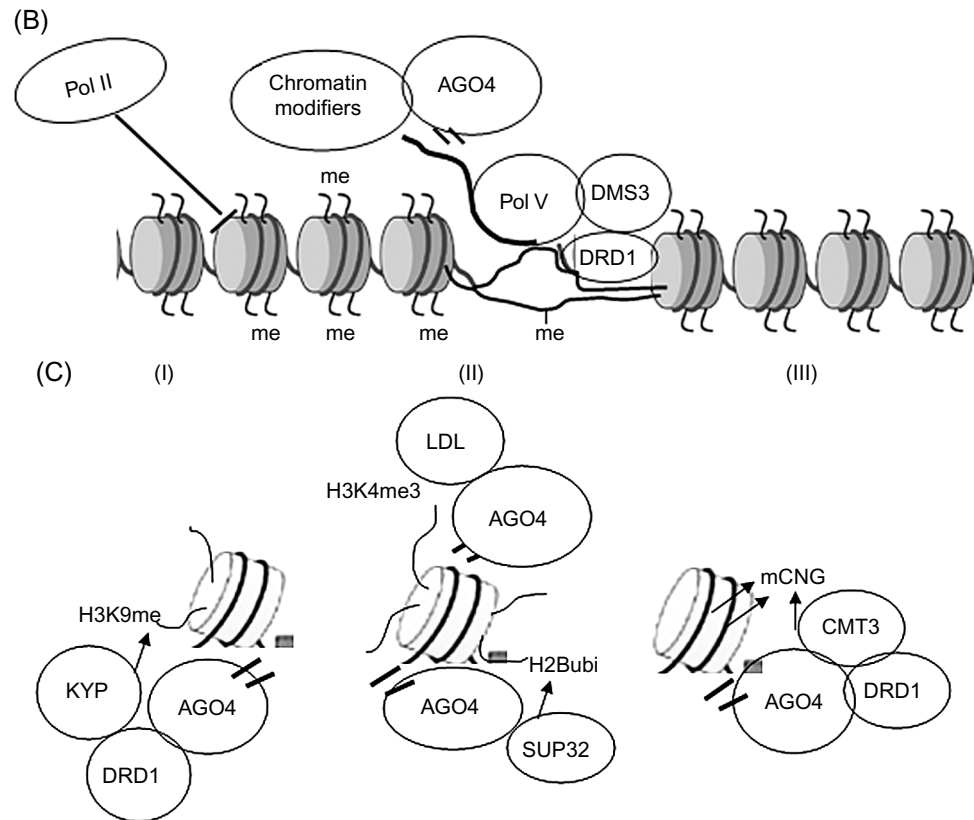 (B)
Pol II
Chromatin
modifiers
AGO4
me
Pol V
DMS3
DRD1
me
me
me
me
(C)
(I)
(II)
(III)
H3K9me
KYP
AGO4
DRD1
LDL
H3K4me3
AGO4
H2Bubi
AGO4
SUP32
mCNG
CMT3
AGO4
DRD1